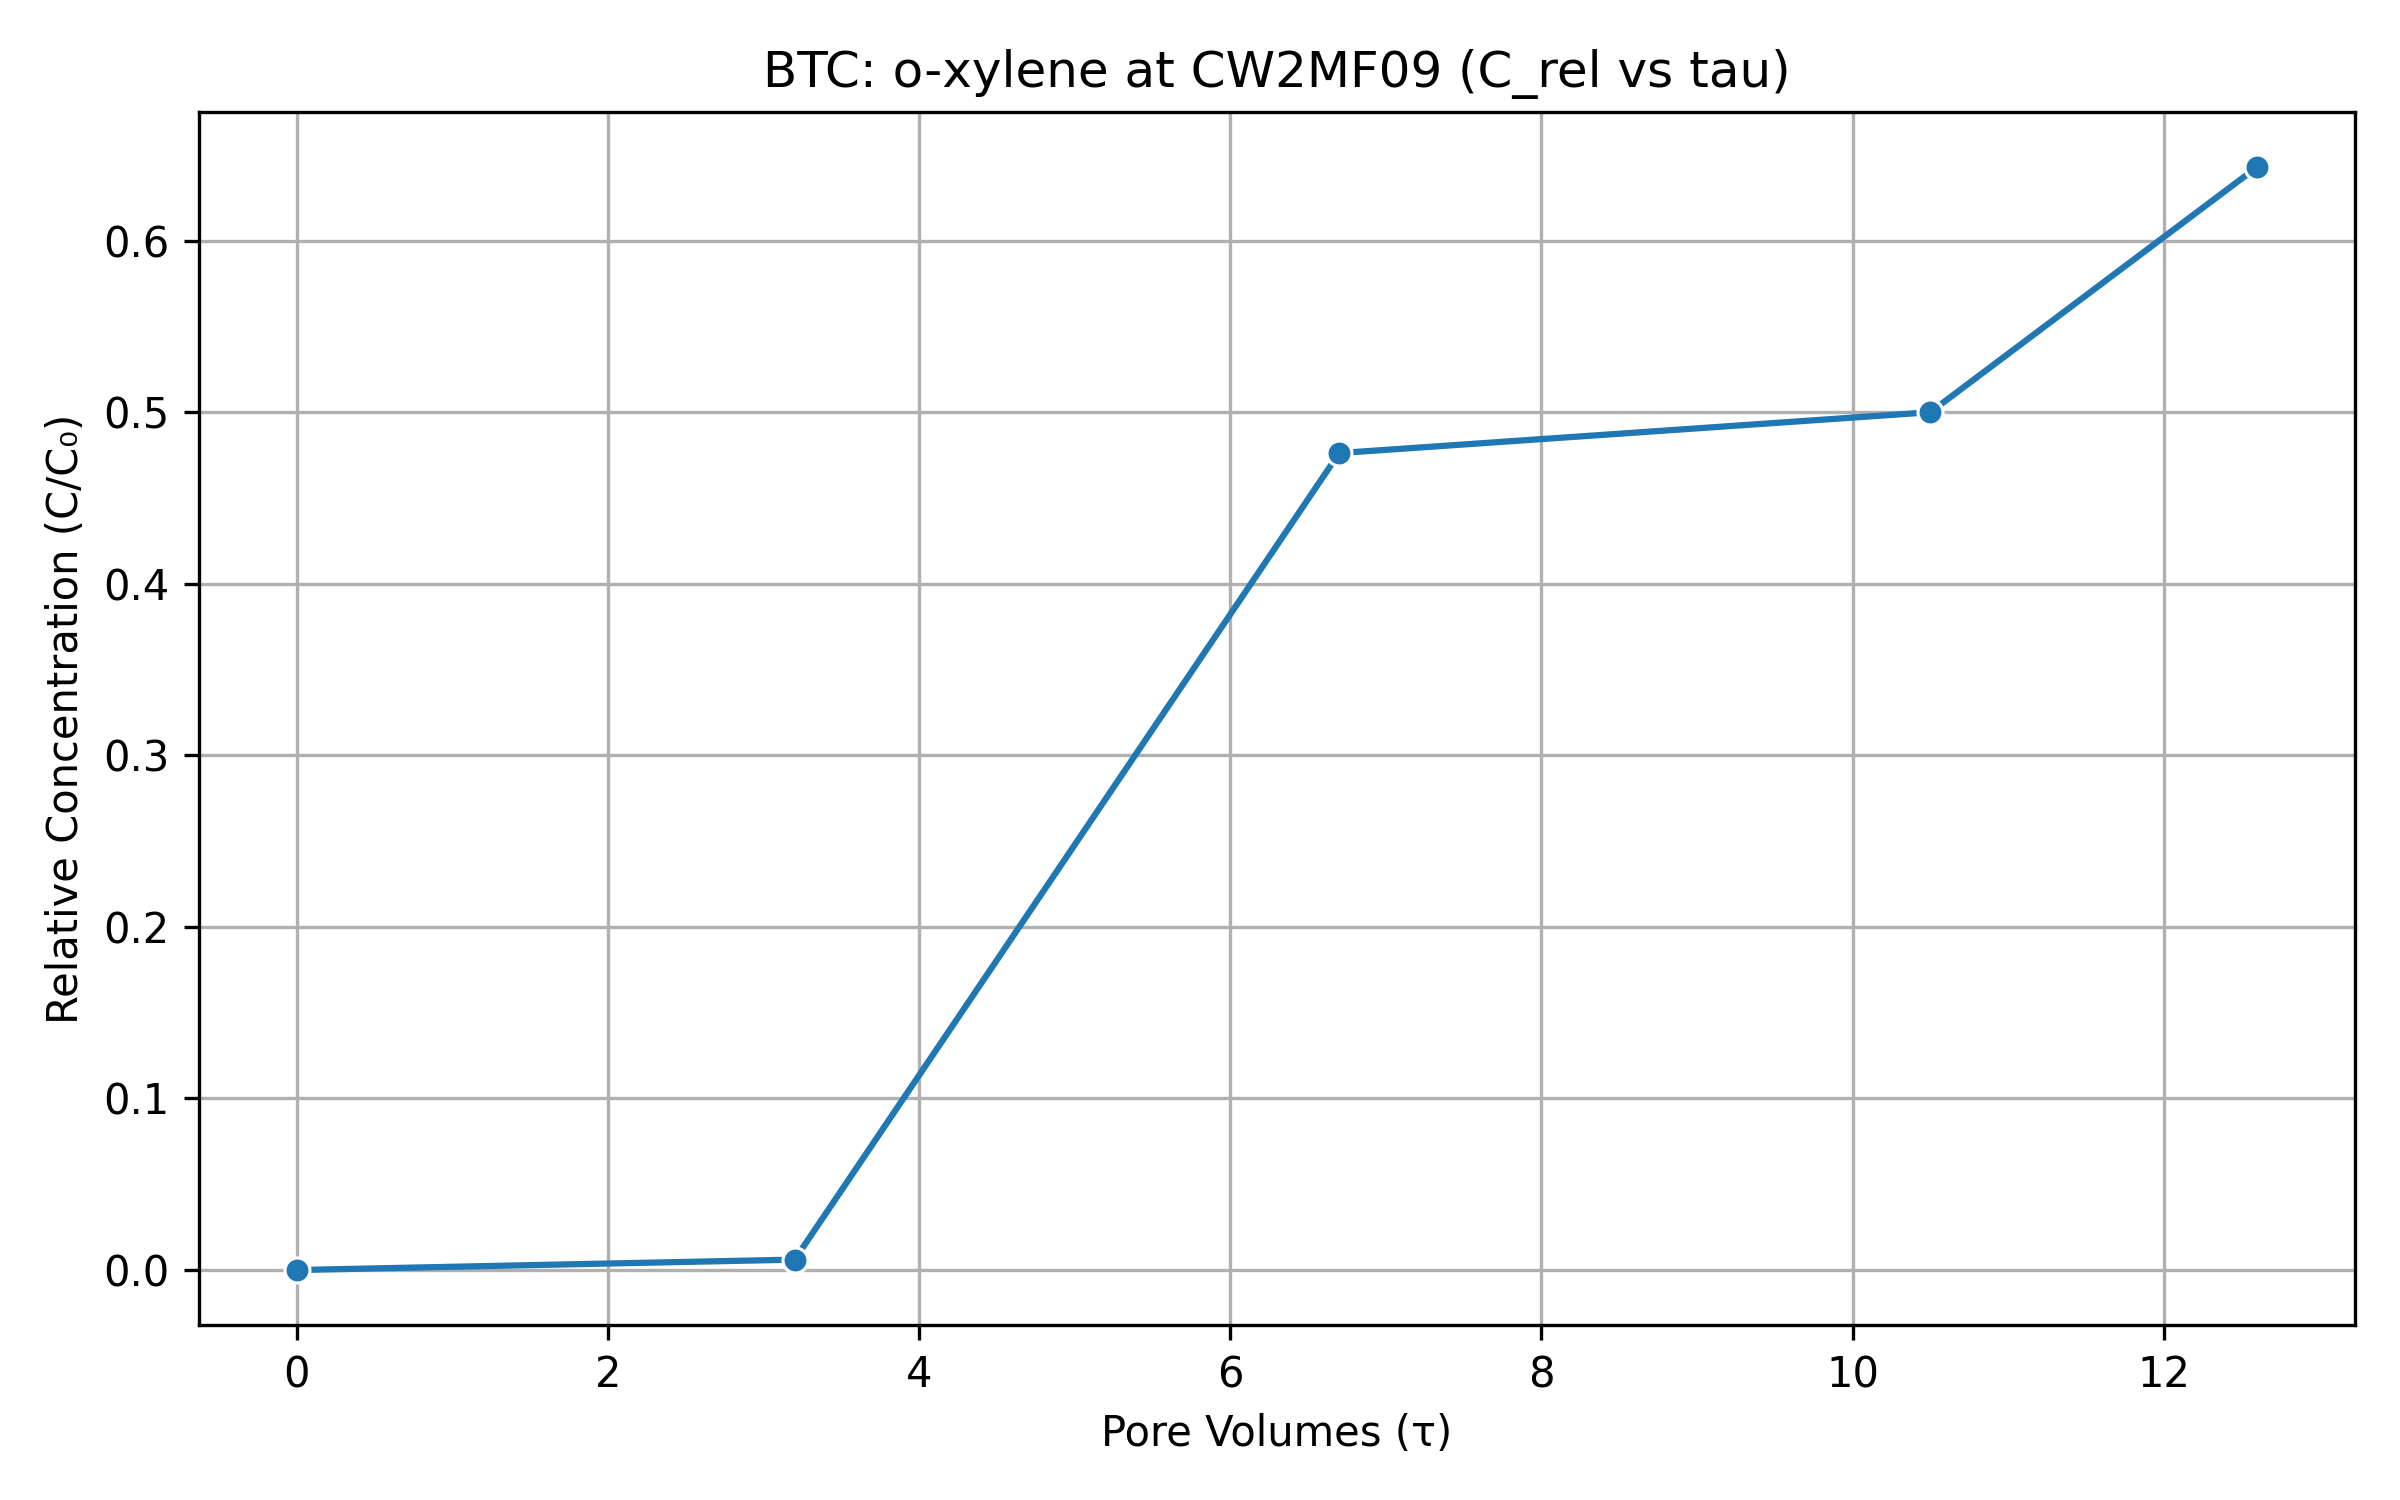 BTC: o-xylene at CW2MF09 (C_rel vs tau)
Relative Concentration (C/C₀)
0.6
0.5
0.4
0.3
0.2
0.1
0.0
0 2 4 6 8 10 12
Pore Volumes (τ)